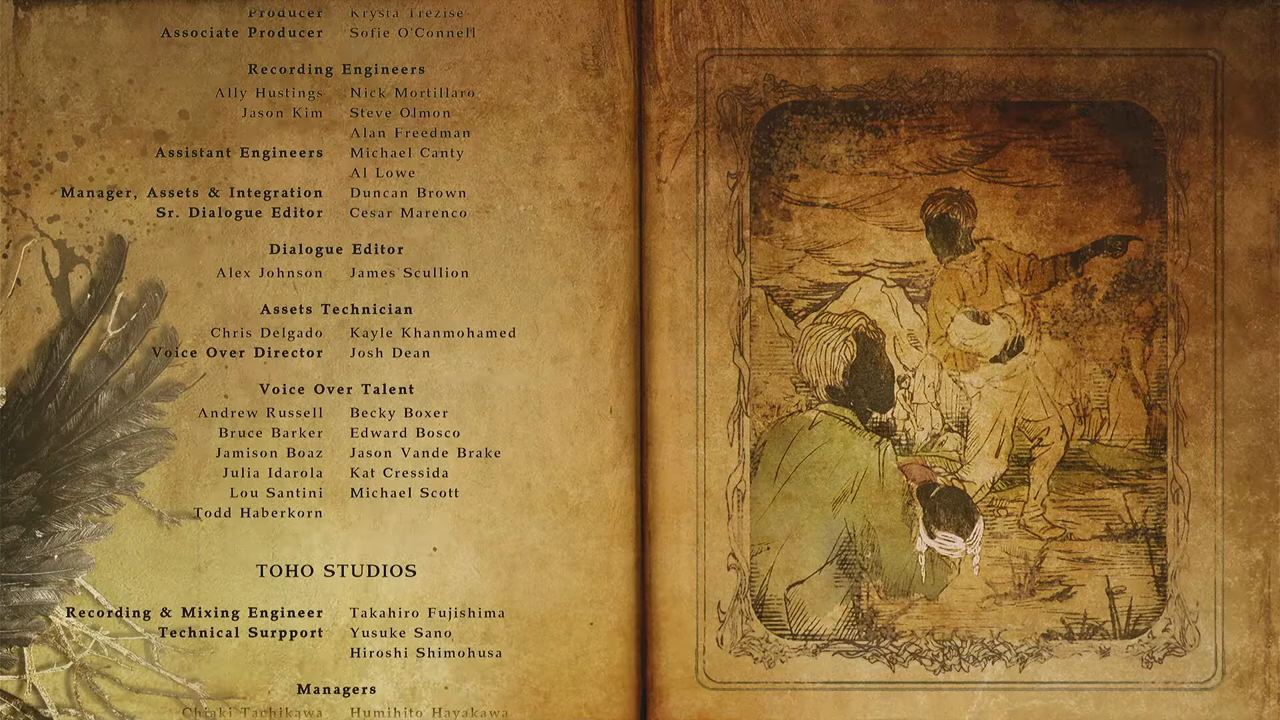 Producer Krysta Trezise
Associate Producer Sofie O'Connell
Recording Engineers
Ally Hustings Nick Mortillaro
Jason Kim Steve Olmon
Alan Freedman
Assistant Engineers Michael Canty
Al Lowe
Manager, Assets & Integration Duncan Brown
Sr. Dialogue Editor Cesar Marenco
Dialogue Editor
Alex Johnson James Scullion
Assets Technician
Chris Delgado Kayle Khanmohamed
Voice Over Director Josh Dean
Voice Over Talent
Andrew Russell Becky Boxer
Bruce Barker Edward Bosco
Jamison Boaz Jason Vande Brake
Julia Idarola Kat Cressida
Lou Santini Michael Scott
Todd Haberkorn
TOHO STUDIOS
Recording & Mixing Engineer Takahiro Fujishima
Technical Surpport Yusuke Sano
Hiroshi Shimohusa
Managers
Chiaki Tachikawa Humihito Hayakawa